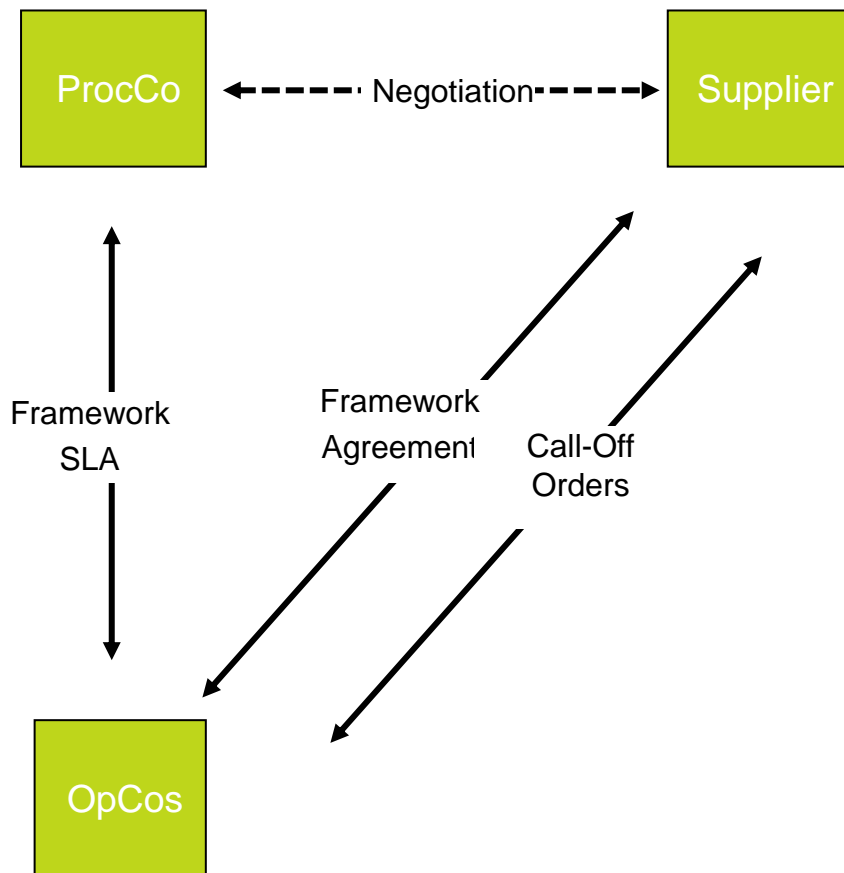 ProcCo
Negotiation
Supplier
Framework
SLA
Framework
Agreement
Call-Off
Orders
OpCos